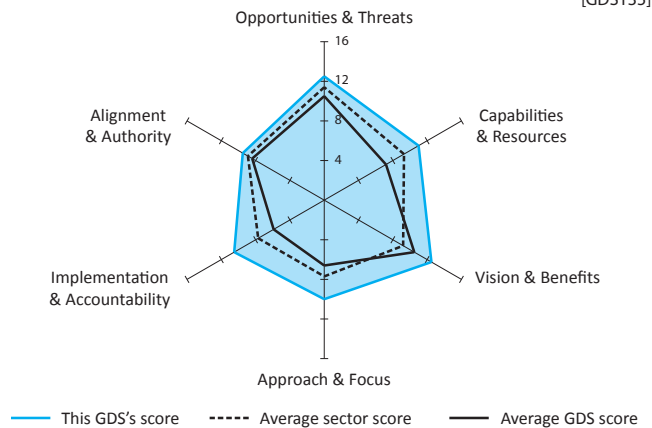 [GDS135]
Opportunities & Threats
16
12
8
4
Alignment
& Authority
Capabilities
& Resources
Implementation
& Accountability
Vision & Benefits
Approach & Focus
This GDS's score
Average sector score
Average GDS score